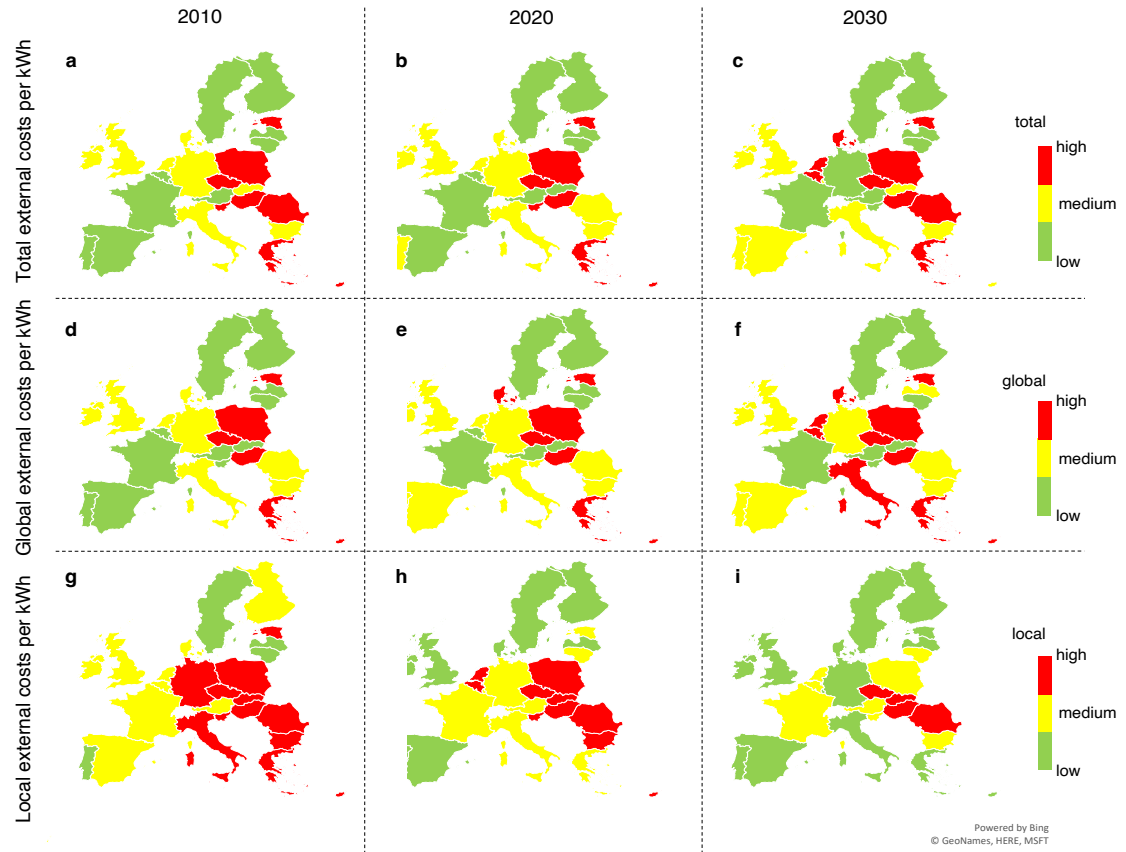 2010 2020 2030
Total external costs per kWh
a b c
total
high
medium
low
Global external costs per kWh
d e f
global
high
medium
low
Local external costs per kWh
g h i
local
high
medium
low
Powered by Bing
© GeoNames, HERE, MSFT